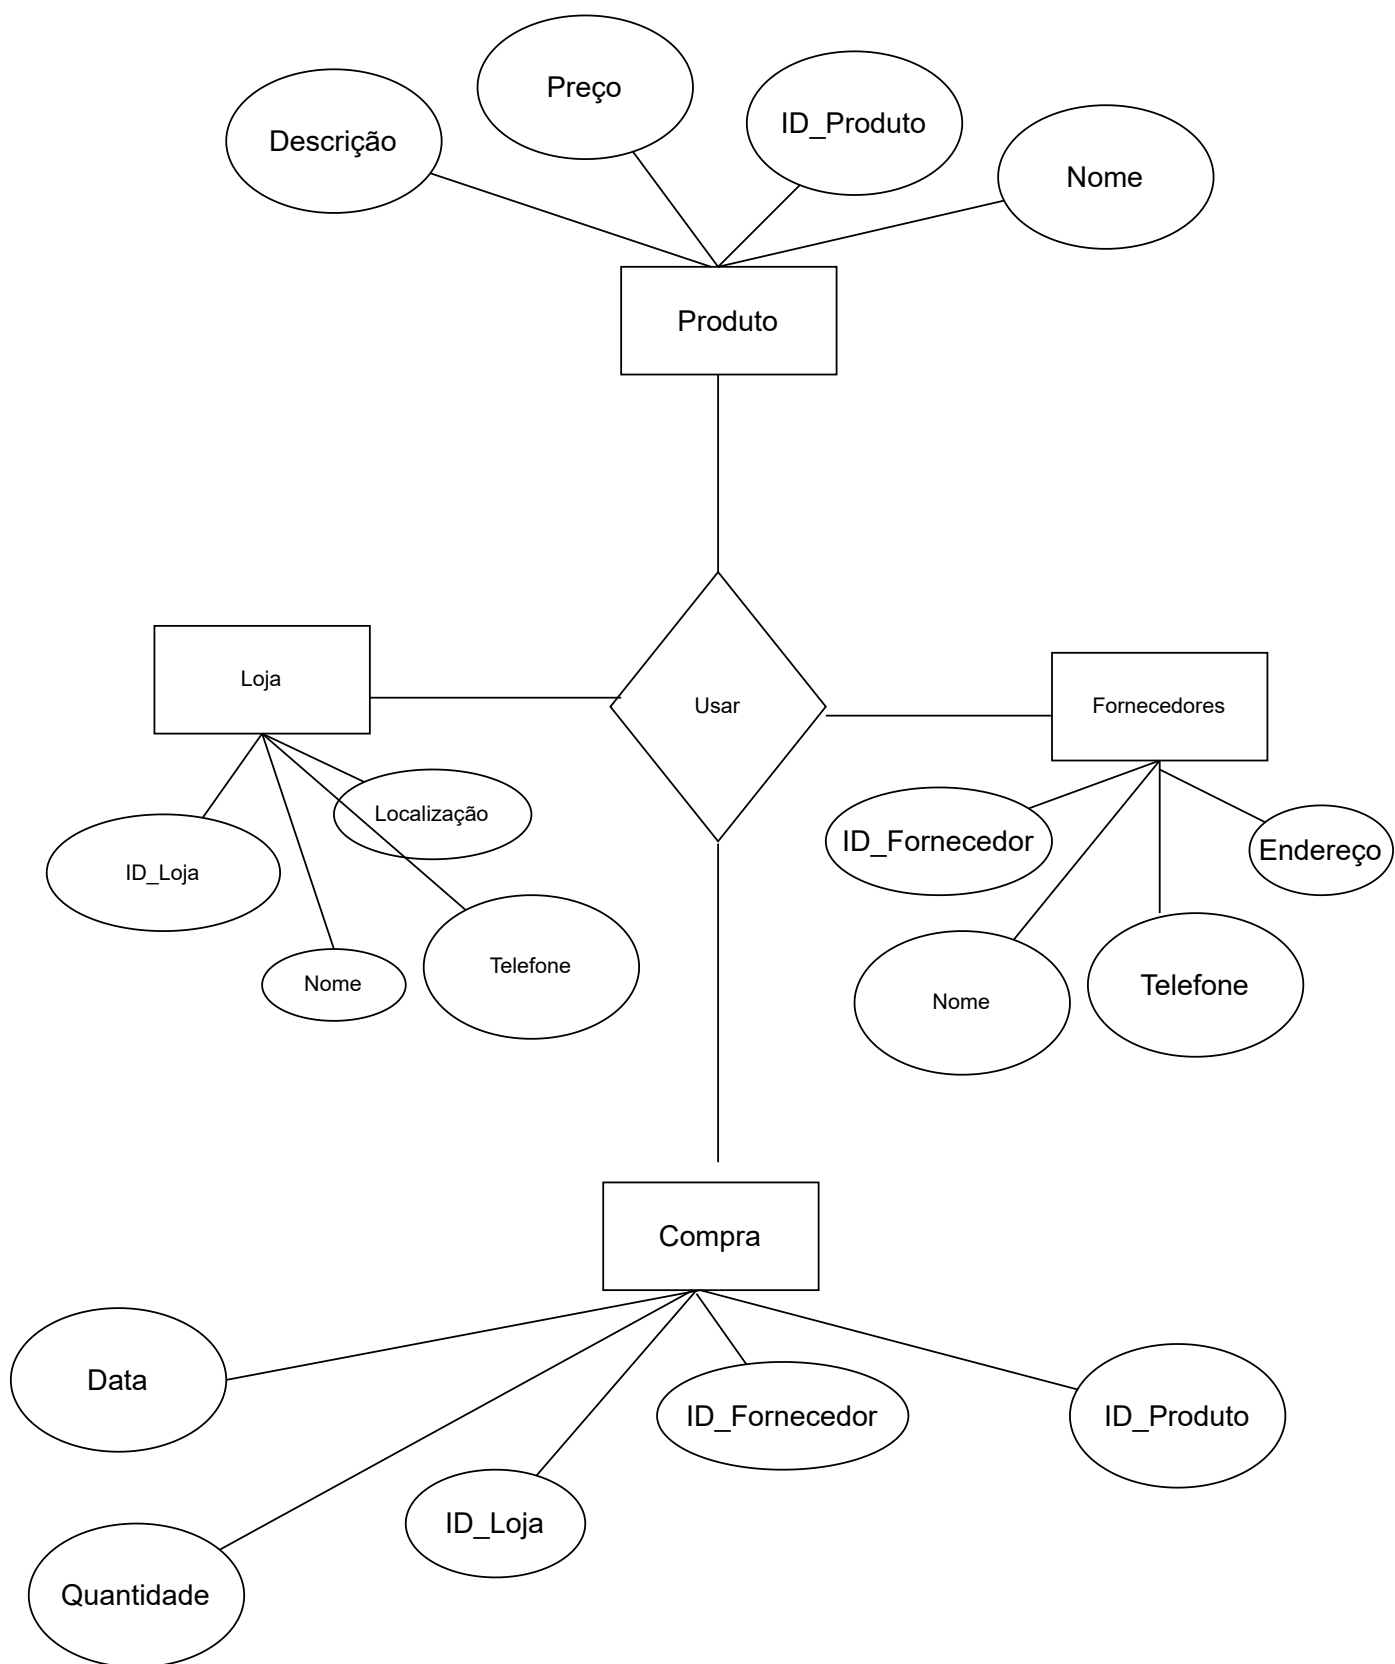 Preço
ID_Produto
Descrição
Nome
Produto
Loja
Usar
Fornecedores
Localização
ID_Fornecedor
Endereço
ID_Loja
Telefone
Nome
Nome
Telefone
Compra
Data
ID_Fornecedor
ID_Produto
ID_Loja
Quantidade